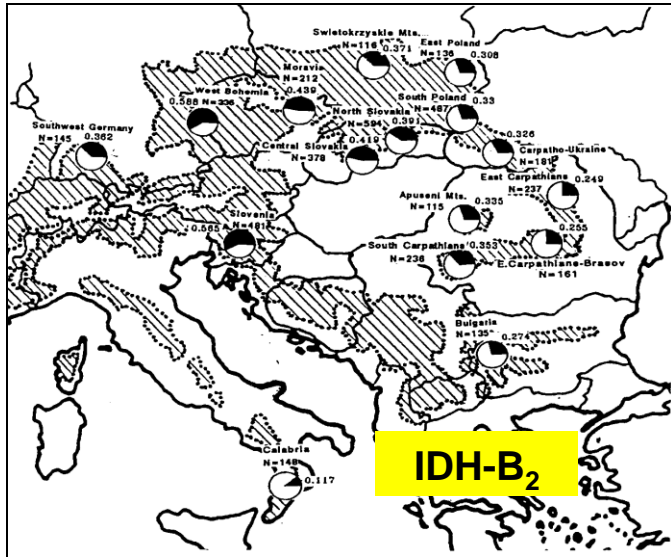 Swietokrzyskie Mts.
N=116
0.371
East Poland
N=136
0.308
Moravia
N=212
0.439
West Bohemia
0.588
South Poland
N=487
0.33
North Slovakia
N=594
0.391
Southwest Germany
N=145
0.362
Central Slovakia
N=378
0.419
0.326
Carpatho-Ukraine
N=181
East Carpathians
N=237
0.249
Apuseni Mts.
N=115
0.335
Slovenia
N=481
0.565
South Carpathians
N=236
0.353
0.255
E.Carpathians-Brasov
N=161
Bulgaria
N=135
0.274
Calabria
N=148
0.117
IDH-B₂